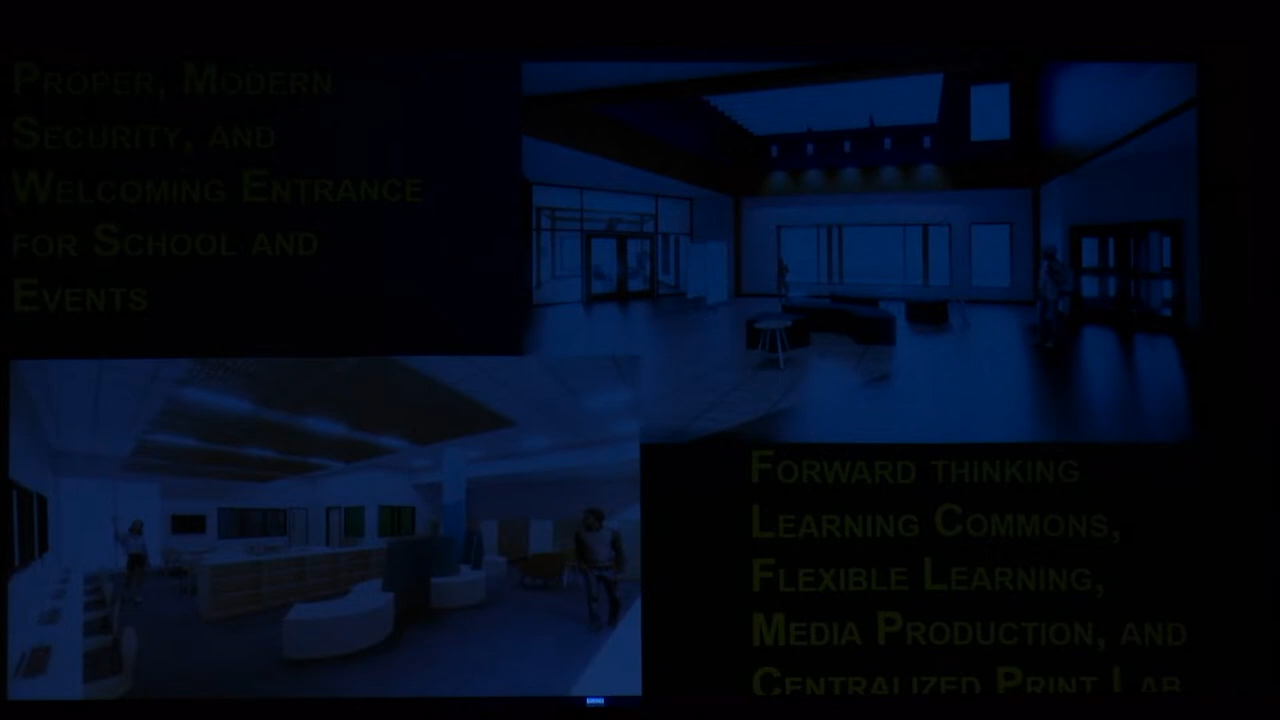 Proper, Modern
Security, and
Welcoming Entrance
for School and
Events
Forward thinking
Learning Commons,
Flexible Learning,
Media Production, and
Centralized Print Lab